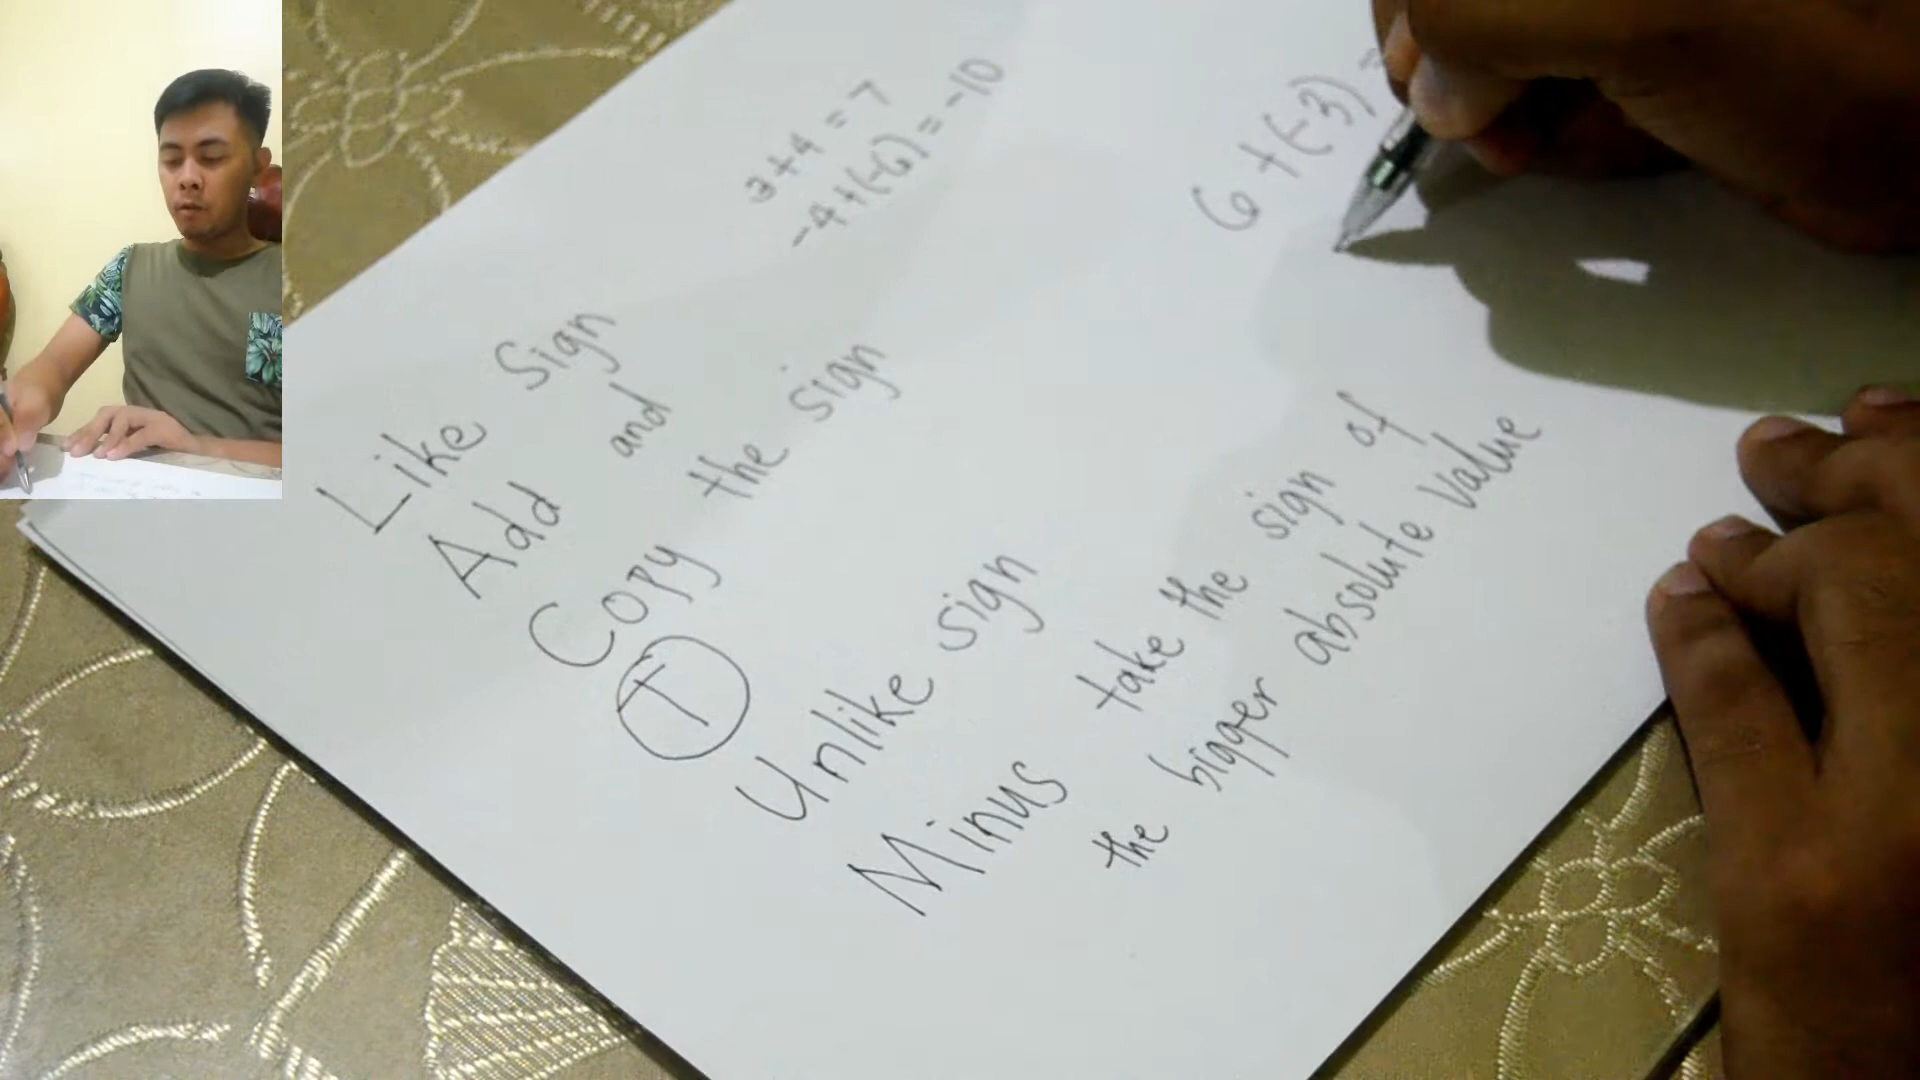 Like Sign
Add and
Copy the sign
T
3+4=7
-4+(-6)=-10
Unlike sign
Minus take the sign of
the bigger absolute value
6+(-3)=